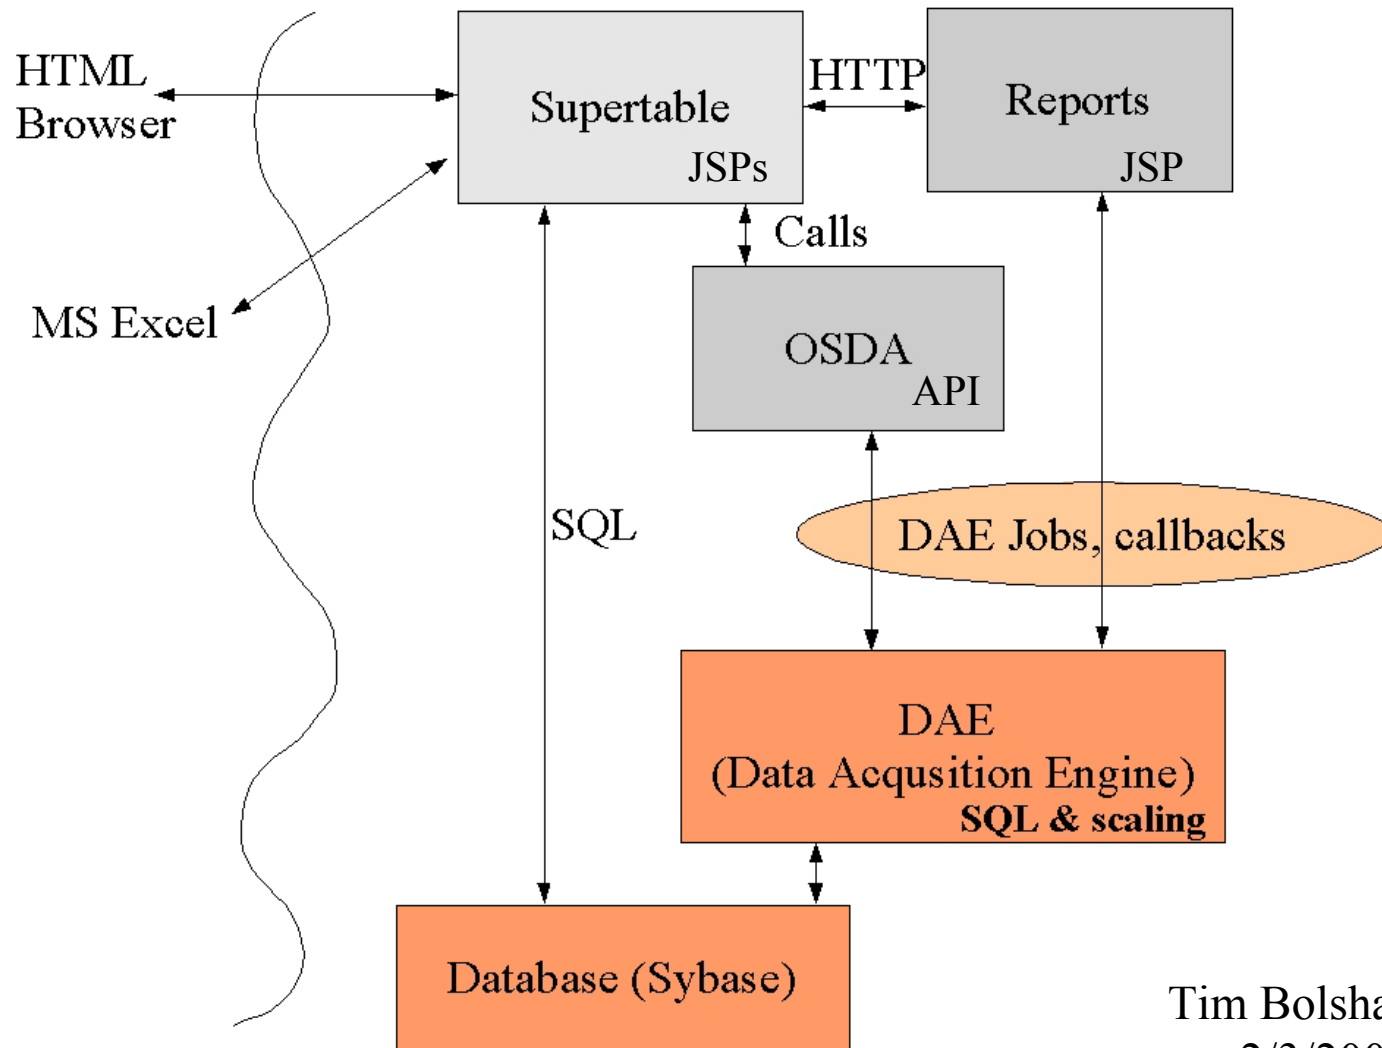 HTML
Browser
MS Excel
Supertable
JSPs
HTTP
Reports
JSP
Calls
OSDA
API
SQL
DAE Jobs, callbacks
DAE
(Data Acqusition Engine)
SQL & scaling
Database (Sybase)
Tim